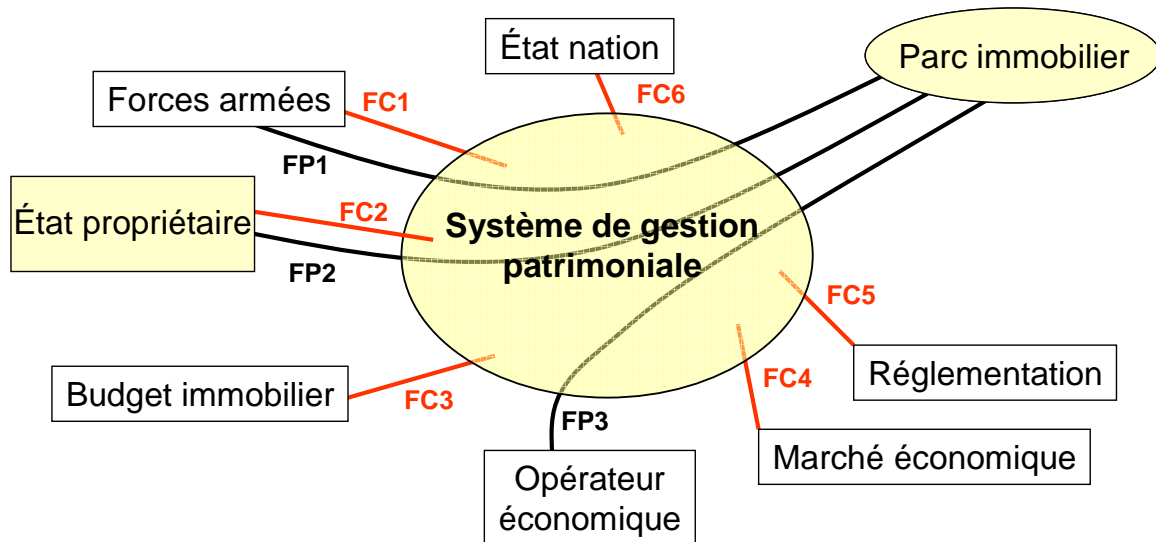 État nation
Parc immobilier
Forces armées
FC1
FC6
FP1
État propriétaire
FC2
Système de gestion
patrimoniale
FP2
FC5
Réglementation
Budget immobilier
FC3
FC4
FP3
Marché économique
Opérateur
économique